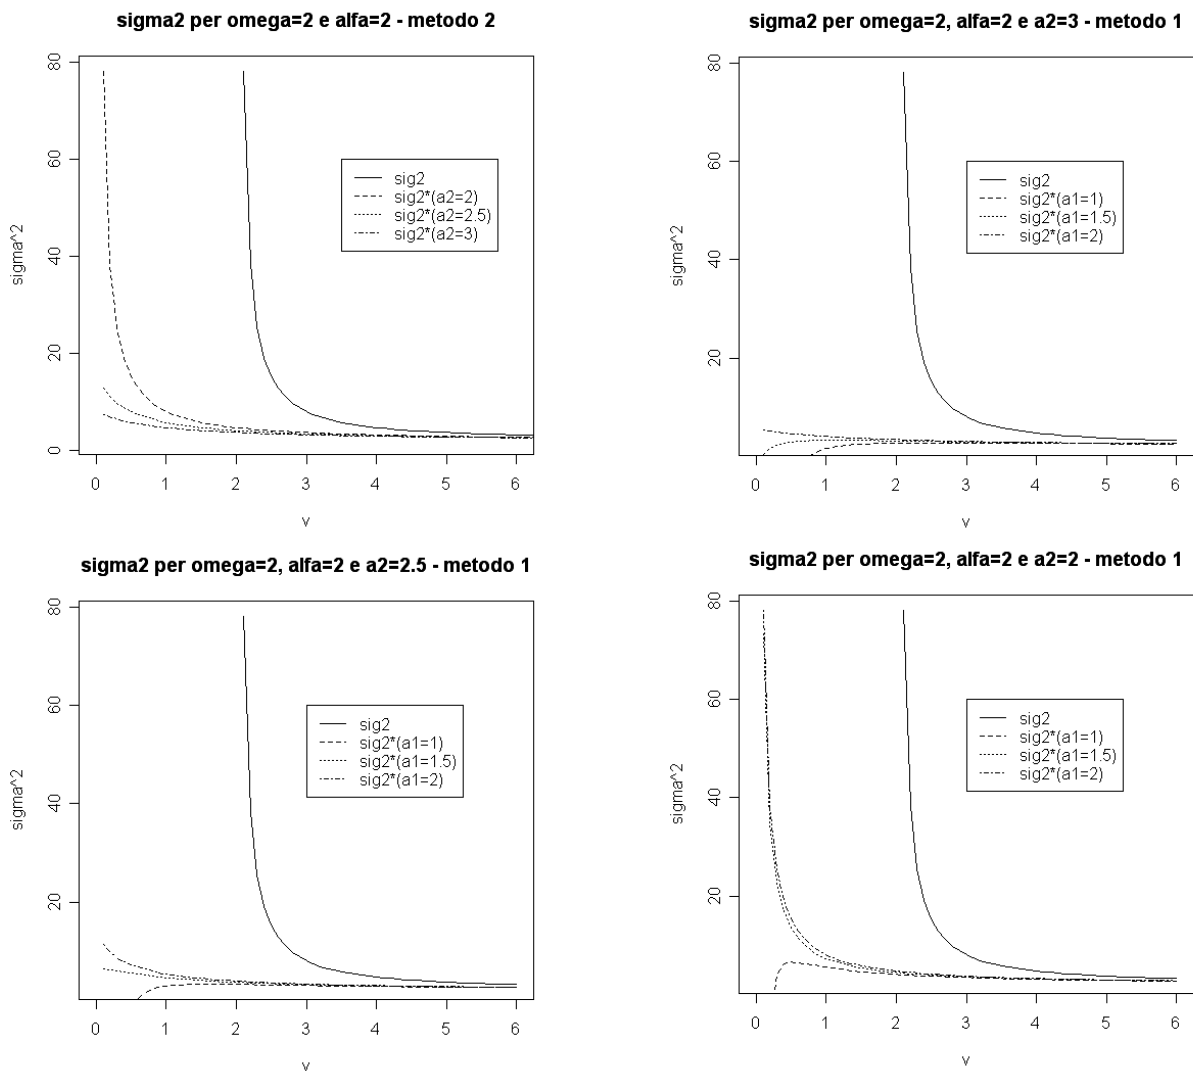 sigma2 per omega=2 e alfa=2 - metodo 2
sigma^2
80
60
40
20
0
sig2
sig2*(a2=2)
sig2*(a2=2.5)
sig2*(a2=3)
0 1 2 3 4 5 6
v
sigma2 per omega=2, alfa=2 e a2=3 - metodo 1
sigma^2
80
60
40
20
sig2
sig2*(a1=1)
sig2*(a1=1.5)
sig2*(a1=2)
0 1 2 3 4 5 6
v
sigma2 per omega=2, alfa=2 e a2=2.5 - metodo 1
sigma^2
80
60
40
20
sig2
sig2*(a1=1)
sig2*(a1=1.5)
sig2*(a1=2)
0 1 2 3 4 5 6
v
sigma2 per omega=2, alfa=2 e a2=2 - metodo 1
sigma^2
80
60
40
20
sig2
sig2*(a1=1)
sig2*(a1=1.5)
sig2*(a1=2)
0 1 2 3 4 5 6
v